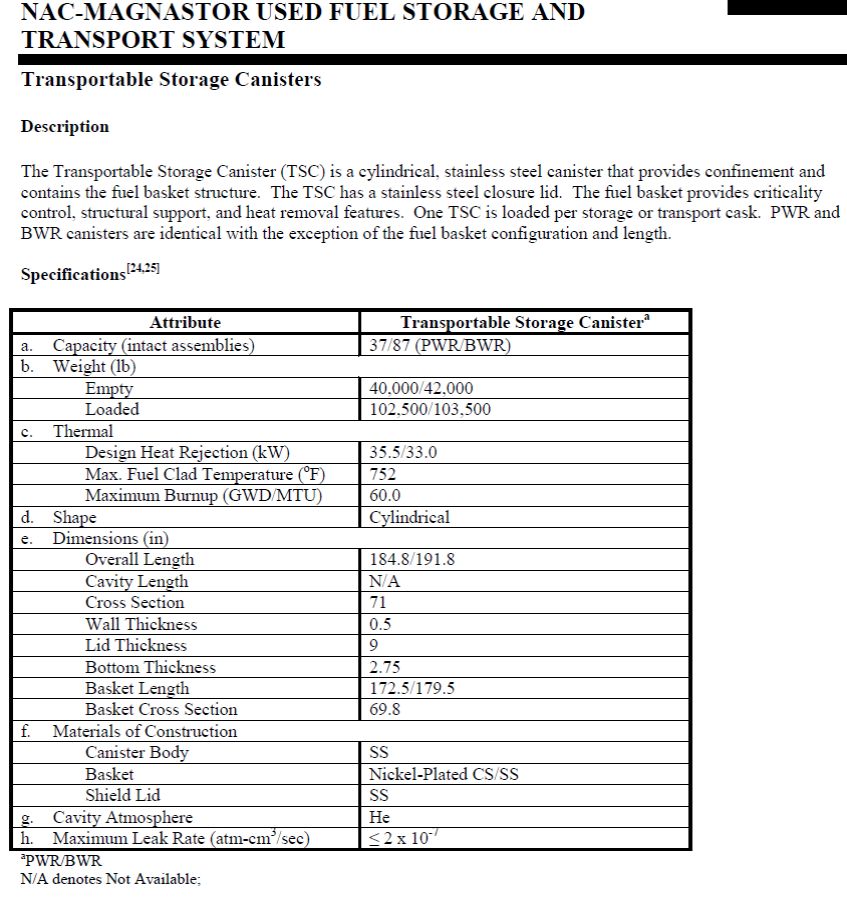 NAC-MAGNASTOR USED FUEL STORAGE AND
TRANSPORT SYSTEM
Transportable Storage Canisters
Description
The Transportable Storage Canister (TSC) is a cylindrical, stainless steel canister that provides confinement and
contains the fuel basket structure. The TSC has a stainless steel closure lid. The fuel basket provides criticality
control, structural support, and heat removal features. One TSC is loaded per storage or transport cask. PWR and
BWR canisters are identical with the exception of the fuel basket configuration and length.
Specifications[24,25]
Attribute Transportable Storage Canisterª
a. Capacity (intact assemblies) 37/87 (PWR/BWR)
b. Weight (lb)
Empty 40,000/42,000
Loaded 102,500/103,500
c. Thermal
Design Heat Rejection (kW) 35.5/33.0
Max. Fuel Clad Temperature (°F) 752
Maximum Burnup (GWD/MTU) 60.0
d. Shape Cylindrical
e. Dimensions (in)
Overall Length 184.8/191.8
Cavity Length N/A
Cross Section 71
Wall Thickness 0.5
Lid Thickness 9
Bottom Thickness 2.75
Basket Length 172.5/179.5
Basket Cross Section 69.8
f. Materials of Construction
Canister Body SS
Basket Nickel-Plated CS/SS
Shield Lid SS
g. Cavity Atmosphere He
h. Maximum Leak Rate (atm-cm³/sec) ≤ 2 x 10⁻⁷
ªPWR/BWR
N/A denotes Not Available;